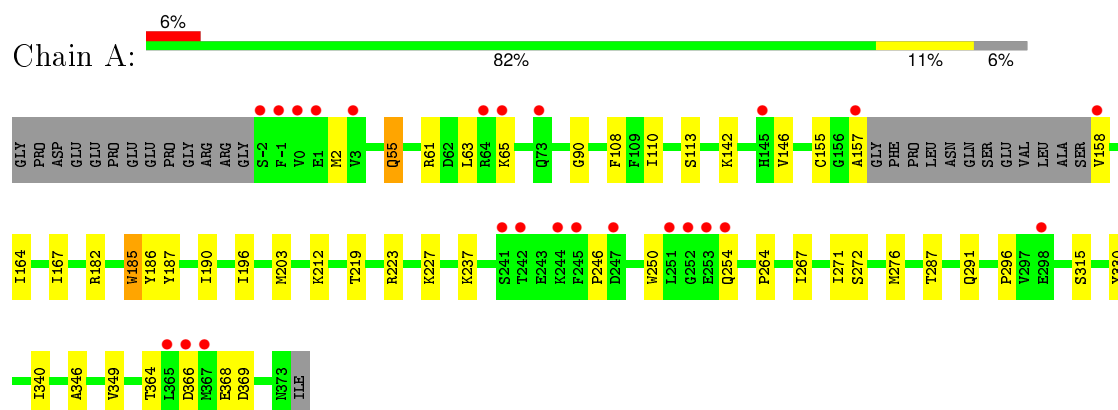 6%
Chain A:
82% 11% 6%
GLY PRO ASP GLU GLU PRO GLU GLU PRO GLY ARG ARG GLY S-2 F-1 V0 E1 M2 V3 Q55 R61 D62 L63 R64 K65 Q73 G90 F108 F109 I110 S113 K142 H145 V146 C155 G156 A157 GLY PHE PRO LEU ASN GLN SER GLU VAL LEU ALA SER V158
I164 I167 R182 W185 Y186 Y187 I190 I196 M203 K212 T219 R223 K227 K237 S241 T242 E243 K244 F245 P246 D247 W250 L251 G252 E253 Q254 P264 I267 I271 S272 M276 T287 Q291 P296 V297 E298 S315
I340 A346 V349 T364 L365 D366 M367 E368 D369 N373 ILE